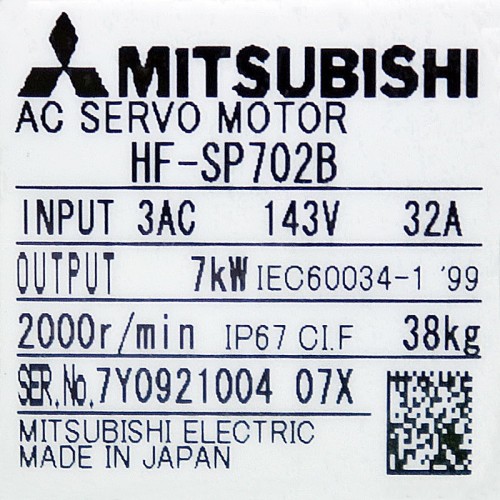 MITSUBISHI
AC SERVO MOTOR
HF-SP702B
INPUT 3AC 143V 32A
OUTPUT 7kW IEC60034-1 '99
2000r/min IP67 CI.F 38kg
SER.No.7Y0921004 07X
MITSUBISHI ELECTRIC
MADE IN JAPAN